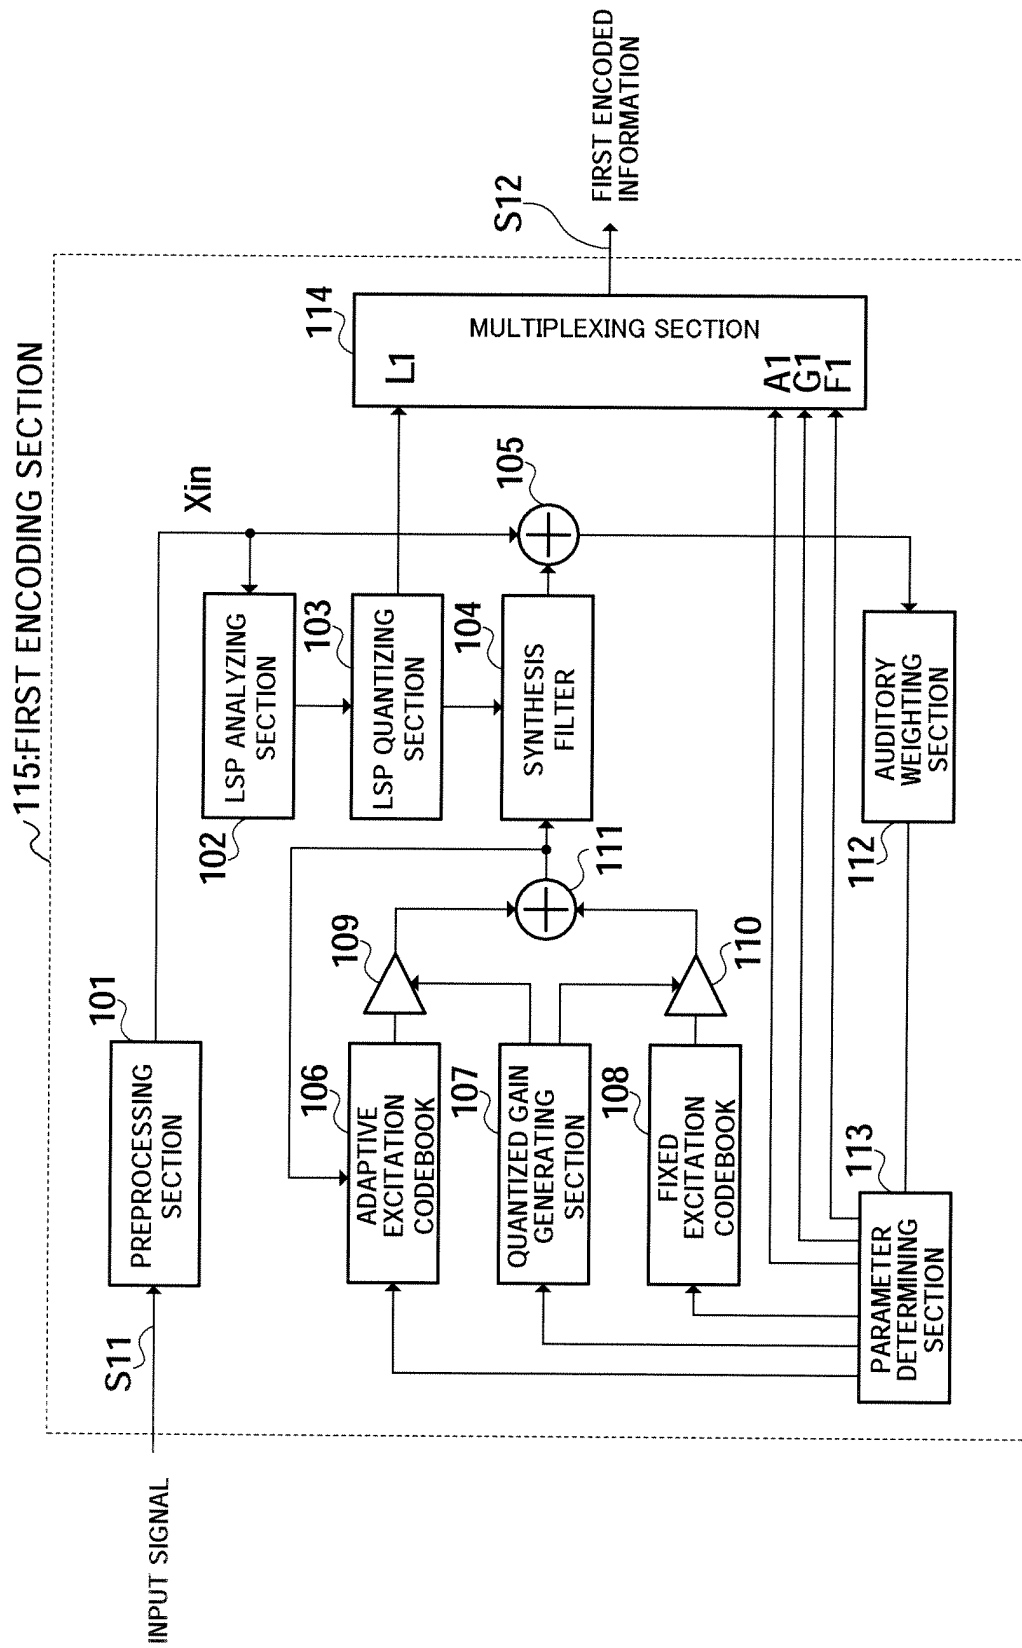 115:FIRST ENCODING SECTION
INPUT SIGNAL
S11
101
PREPROCESSING
SECTION
Xin
102
LSP ANALYZING
SECTION
103
LSP QUANTIZING
SECTION
104
SYNTHESIS
FILTER
105
106
ADAPTIVE
EXCITATION
CODEBOOK
107
QUANTIZED GAIN
GENERATING
SECTION
108
FIXED
EXCITATION
CODEBOOK
109
110
111
112
AUDITORY
WEIGHTING
SECTION
113
PARAMETER
DETERMINING
SECTION
114
MULTIPLEXING SECTION
L1
A1
G1
F1
S12
FIRST ENCODED
INFORMATION